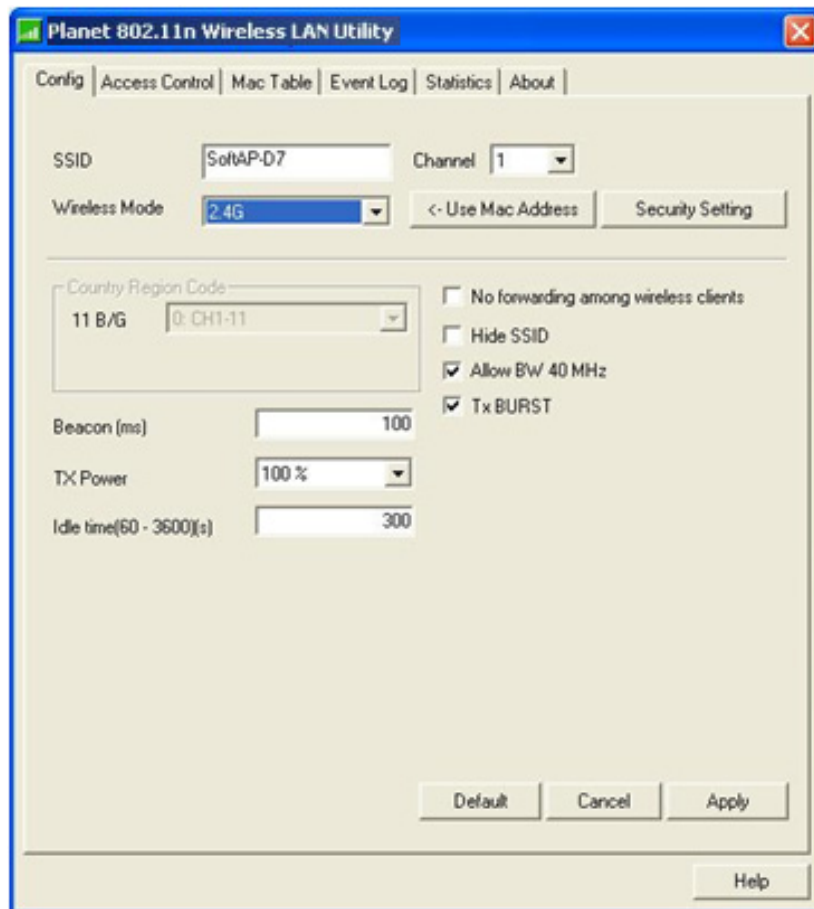 Planet 802.11n Wireless LAN Utility
Config Access Control Mac Table Event Log Statistics About
SSID SoftAP-D7 Channel 1
Wireless Mode 2.4G <- Use Mac Address Security Setting
Country Region Code
11 B/G 0: CH1-11
No forwarding among wireless clients
Hide SSID
Allow BW 40 MHz
Tx BURST
Beacon (ms) 100
TX Power 100 %
Idle time(60 - 3600)(s) 300
Default Cancel Apply
Help